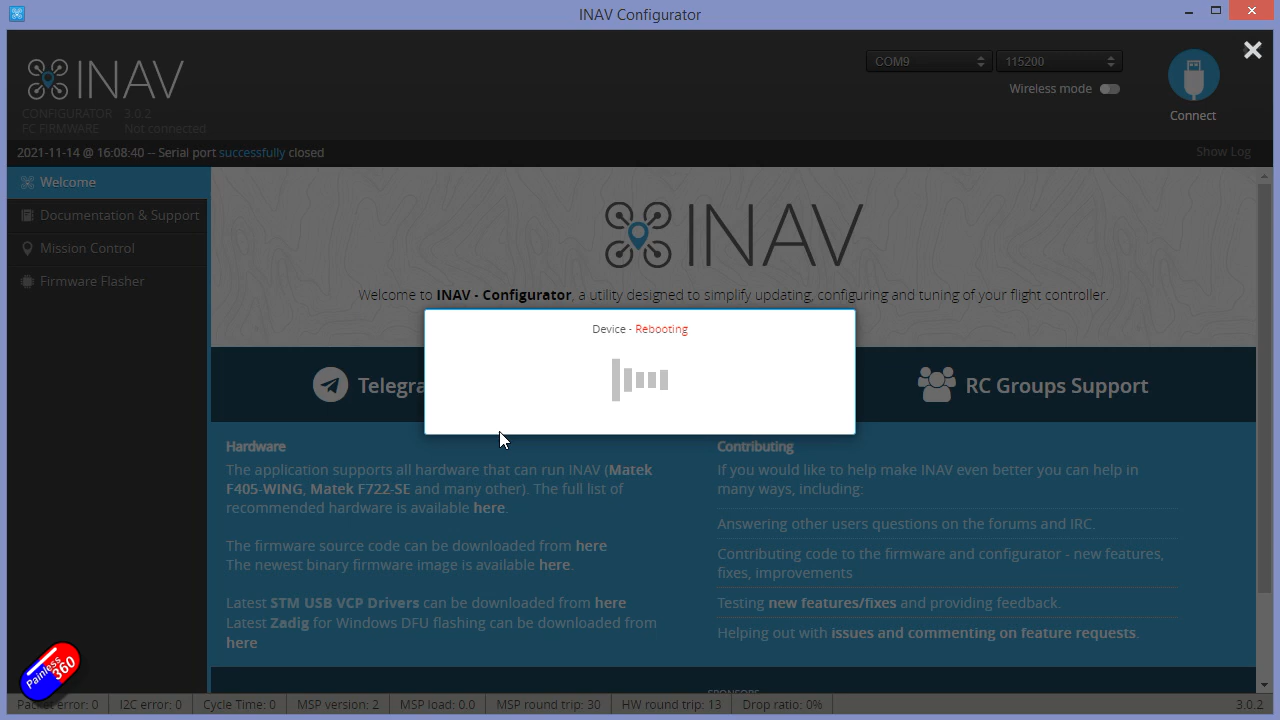 INAV Configurator
INAV
CONFIGURATOR 3.0.2
FC FIRMWARE Not connected
COM9
115200
Wireless mode
Connect
2021-11-14 @ 16:08:40 -- Serial port successfully closed
Show Log
Welcome
Documentation & Support
Mission Control
Firmware Flasher
INAV
Welcome to INAV - Configurator, a utility designed to simplify updating, configuring and tuning of your flight controller.
Device - Rebooting
Telegra
RC Groups Support
Hardware
The application supports all hardware that can run INAV (Matek
F405-WING, Matek F722-SE and many other). The full list of
recommended hardware is available here.
The firmware source code can be downloaded from here
The newest binary firmware image is available here.
Latest STM USB VCP Drivers can be downloaded from here
Latest Zadig for Windows DFU flashing can be downloaded from
here
Contributing
If you would like to help make INAV even better you can help in
many ways, including:
Answering other users questions on the forums and IRC.
Contributing code to the firmware and configurator - new features,
fixes, improvements
Testing new features/fixes and providing feedback.
Helping out with issues and commenting on feature requests.
SPONSORS
Painless
360
Packet error: 0
I2C error: 0
Cycle Time: 0
MSP version: 2
MSP load: 0.0
MSP round trip: 30
HW round trip: 13
Drop ratio: 0%
3.0.2